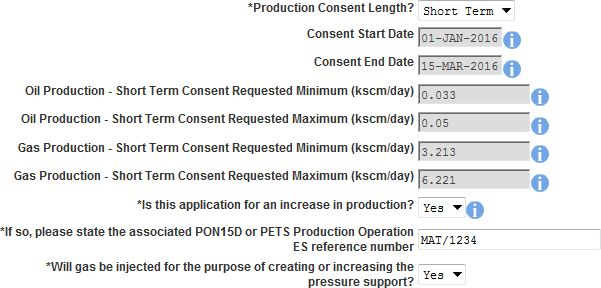 *Production Consent Length? Short Term
Consent Start Date 01-JAN-2016
Consent End Date 15-MAR-2016
Oil Production - Short Term Consent Requested Minimum (kscm/day) 0.033
Oil Production - Short Term Consent Requested Maximum (kscm/day) 0.05
Gas Production - Short Term Consent Requested Minimum (kscm/day) 3.213
Gas Production - Short Term Consent Requested Maximum (kscm/day) 6.221
*Is this application for an increase in production? Yes
*If so, please state the associated PON15D or PETS Production Operation
ES reference number MAT/1234
*Will gas be injected for the purpose of creating or increasing the
pressure support? Yes